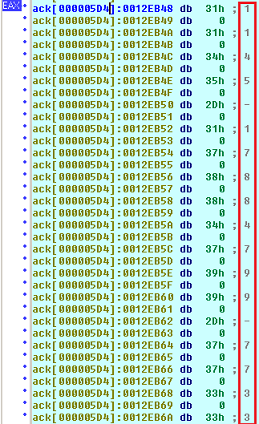 EAX ack[000005D4]:0012EB48 db 31h ; 1
ack[000005D4]:0012EB49 db 0
ack[000005D4]:0012EB4A db 31h ; 1
ack[000005D4]:0012EB4B db 0
ack[000005D4]:0012EB4C db 34h ; 4
ack[000005D4]:0012EB4D db 0
ack[000005D4]:0012EB4E db 35h ; 5
ack[000005D4]:0012EB4F db 0
ack[000005D4]:0012EB50 db 2Dh ; -
ack[000005D4]:0012EB51 db 0
ack[000005D4]:0012EB52 db 31h ; 1
ack[000005D4]:0012EB53 db 0
ack[000005D4]:0012EB54 db 37h ; 7
ack[000005D4]:0012EB55 db 0
ack[000005D4]:0012EB56 db 38h ; 8
ack[000005D4]:0012EB57 db 0
ack[000005D4]:0012EB58 db 38h ; 8
ack[000005D4]:0012EB59 db 0
ack[000005D4]:0012EB5A db 34h ; 4
ack[000005D4]:0012EB5B db 0
ack[000005D4]:0012EB5C db 37h ; 7
ack[000005D4]:0012EB5D db 0
ack[000005D4]:0012EB5E db 39h ; 9
ack[000005D4]:0012EB5F db 0
ack[000005D4]:0012EB60 db 39h ; 9
ack[000005D4]:0012EB61 db 0
ack[000005D4]:0012EB62 db 2Dh ; -
ack[000005D4]:0012EB63 db 0
ack[000005D4]:0012EB64 db 37h ; 7
ack[000005D4]:0012EB65 db 0
ack[000005D4]:0012EB66 db 37h ; 7
ack[000005D4]:0012EB67 db 0
ack[000005D4]:0012EB68 db 33h ; 3
ack[000005D4]:0012EB69 db 0
ack[000005D4]:0012EB6A db 33h ; 3